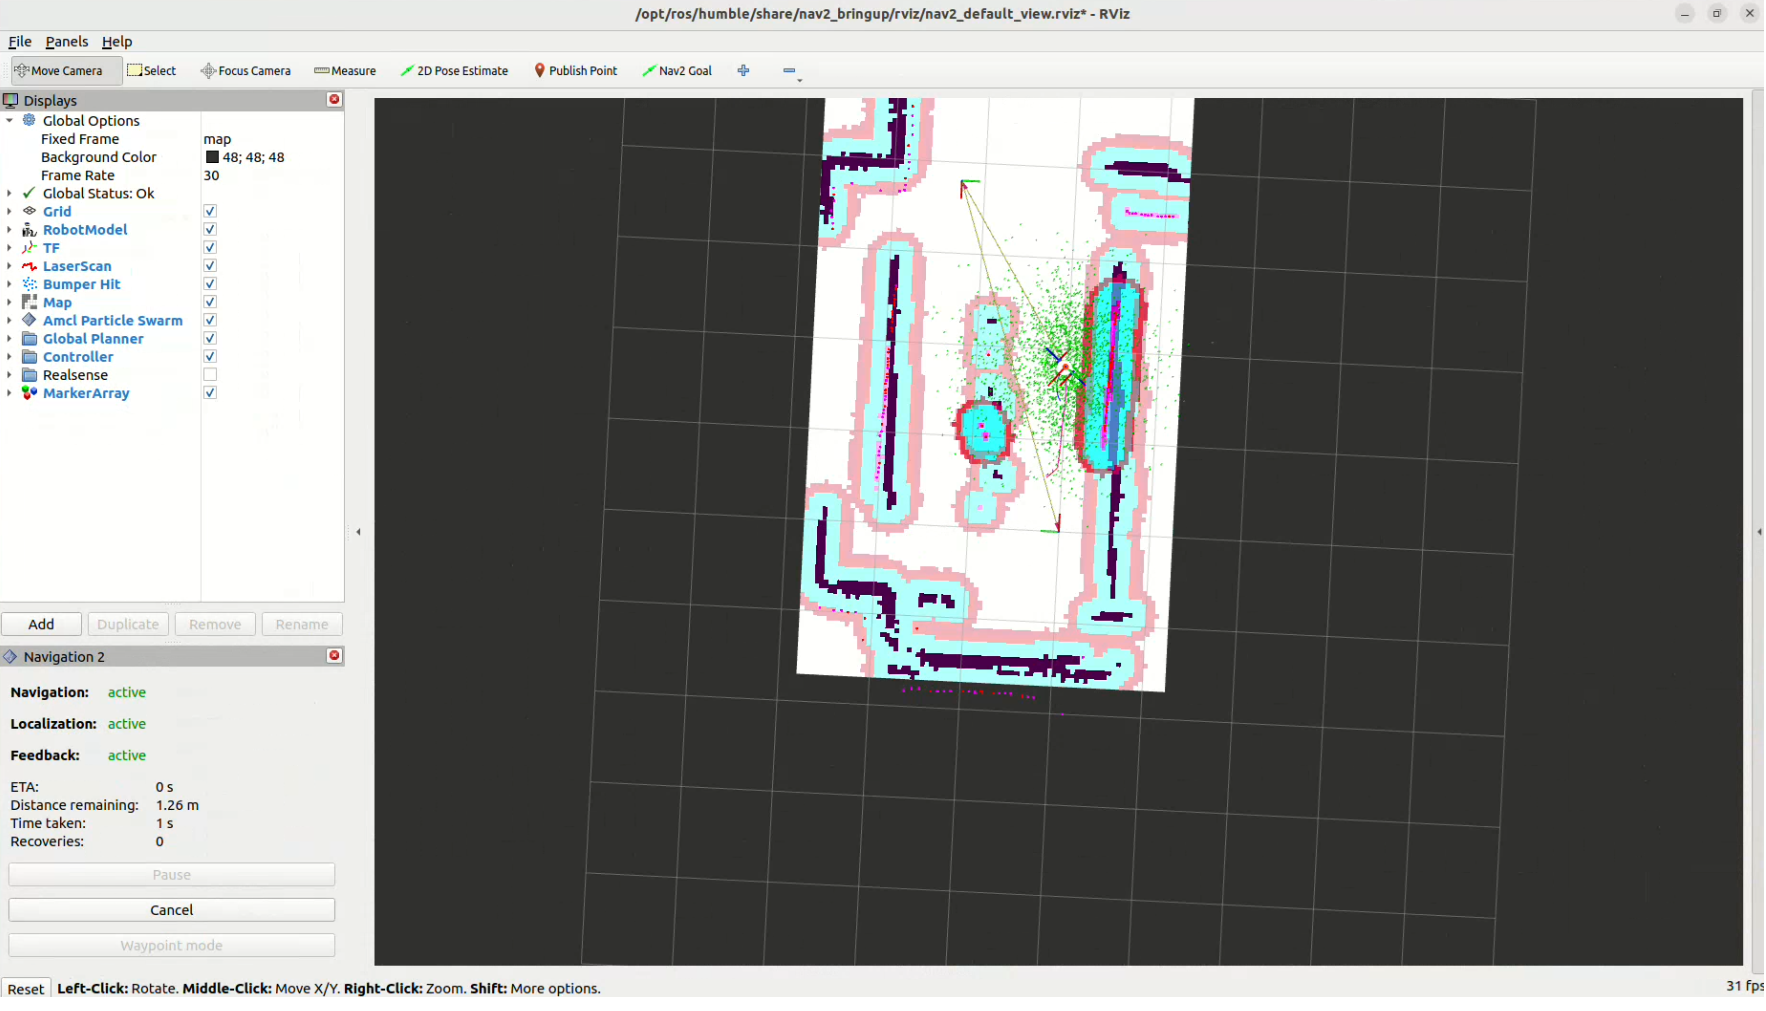 /opt/ros/humble/share/nav2_bringup/rviz/nav2_default_view.rviz* - RViz
File Panels Help
Move Camera Select Focus Camera Measure 2D Pose Estimate Publish Point Nav2 Goal
Displays
Global Options
Fixed Frame map
Background Color 48; 48; 48
Frame Rate 30
Global Status: Ok
Grid
RobotModel
TF
LaserScan
Bumper Hit
Map
Amcl Particle Swarm
Global Planner
Controller
Realsense
MarkerArray
Add Duplicate Remove Rename
Navigation 2
Navigation: active
Localization: active
Feedback: active
ETA: 0 s
Distance remaining: 1.26 m
Time taken: 1 s
Recoveries: 0
Pause
Cancel
Waypoint mode
Reset Left-Click: Rotate. Middle-Click: Move X/Y. Right-Click: Zoom. Shift: More options. 31 fps